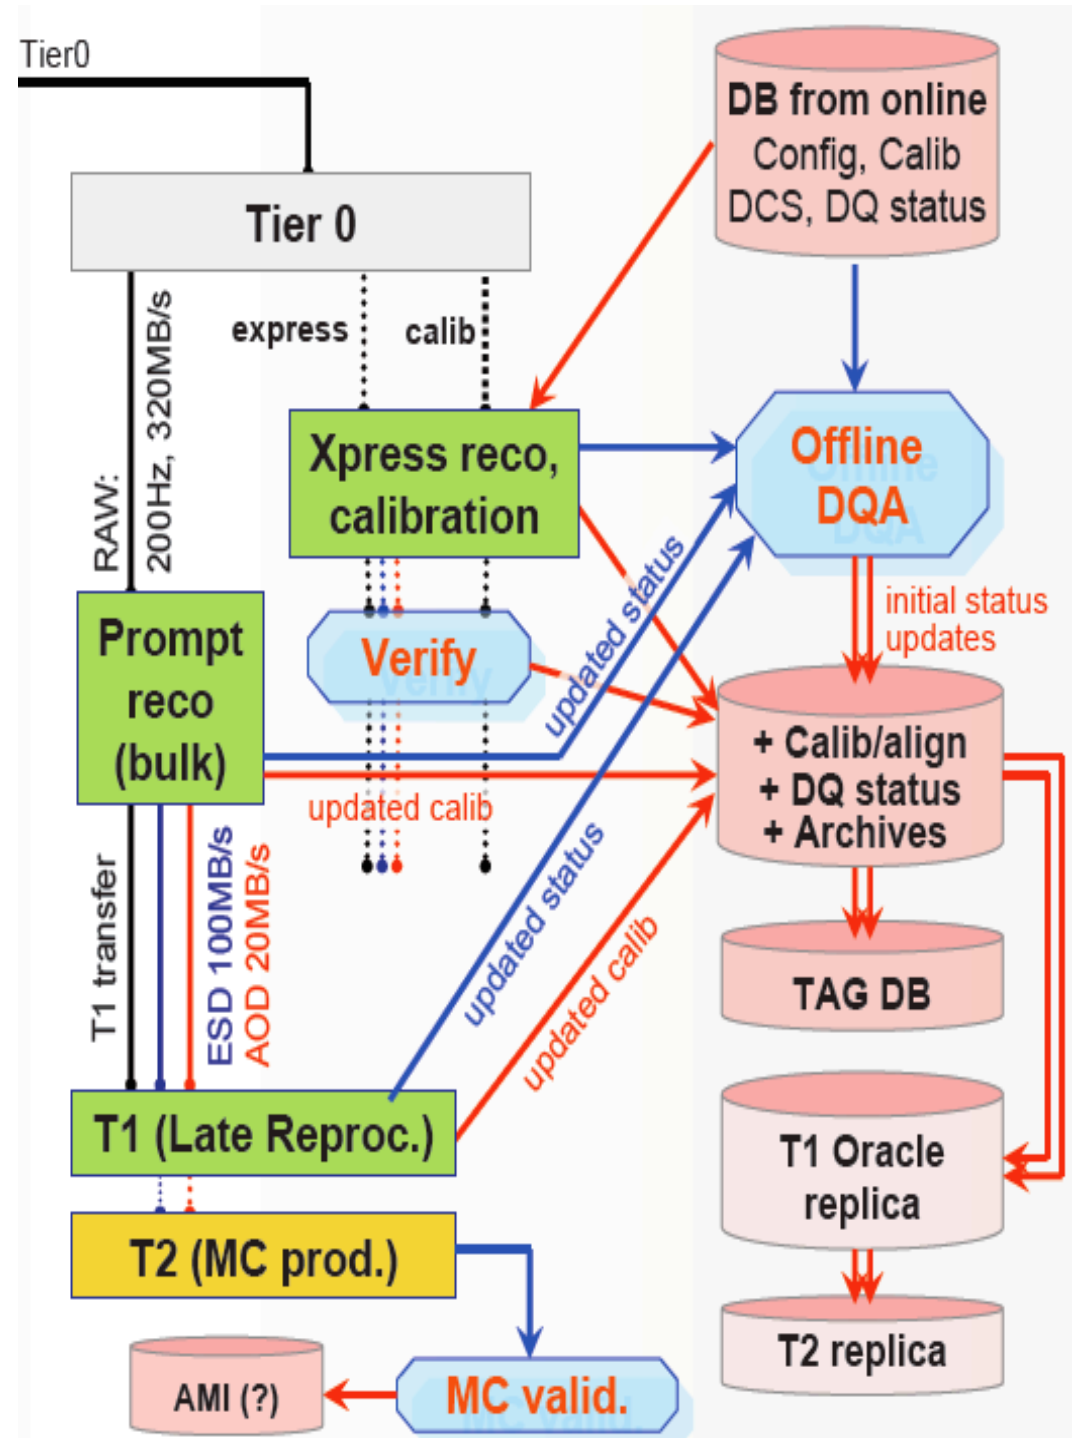 Tier0
DB from online
Config, Calib
DCS, DQ status
Tier 0
express
calib
RAW:
200Hz, 320MB/s
Xpress reco,
calibration
Offline
DQA
initial status
updates
Prompt
reco
(bulk)
Verify
updated status
updated calib
+ Calib/align
+ DQ status
+ Archives
T1 transfer
ESD 100MB/s
AOD 20MB/s
updated status
updated calib
TAG DB
T1 (Late Reproc.)
T1 Oracle
replica
T2 (MC prod.)
T2 replica
AMI (?)
MC valid.